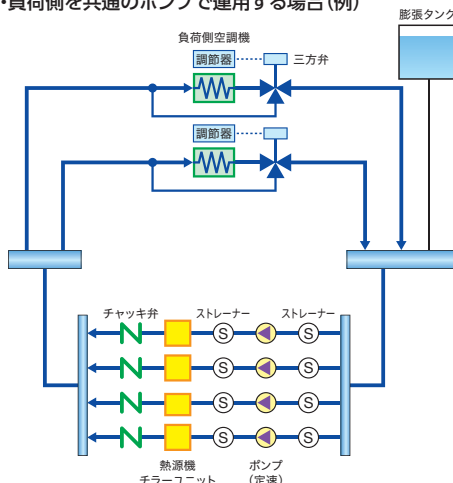 ・負荷側を共通のポンプで運用する場合(例)
膨張タンク
負荷側空調機
調節器
三方弁
調節器
チャッキ弁
ストレーナー
ストレーナー
S
S
S
S
S
S
S
S
熱源機
チラーユニット
ポンプ
(定速)